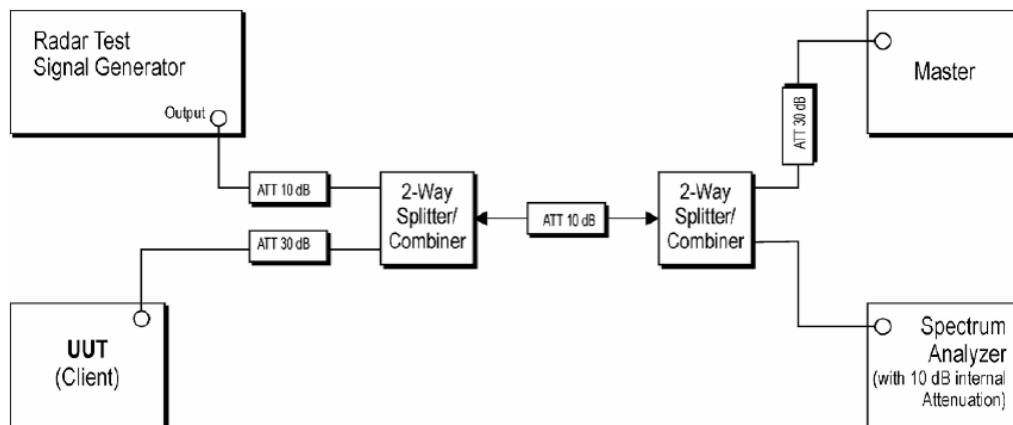 Radar Test
Signal Generator
Output
ATT 10 dB
2-Way
Splitter/
Combiner
ATT 30 dB
UUT
(Client)
ATT 10 dB
2-Way
Splitter/
Combiner
ATT 30 dB
Master
Spectrum
Analyzer
(with 10 dB internal
Attenuation)